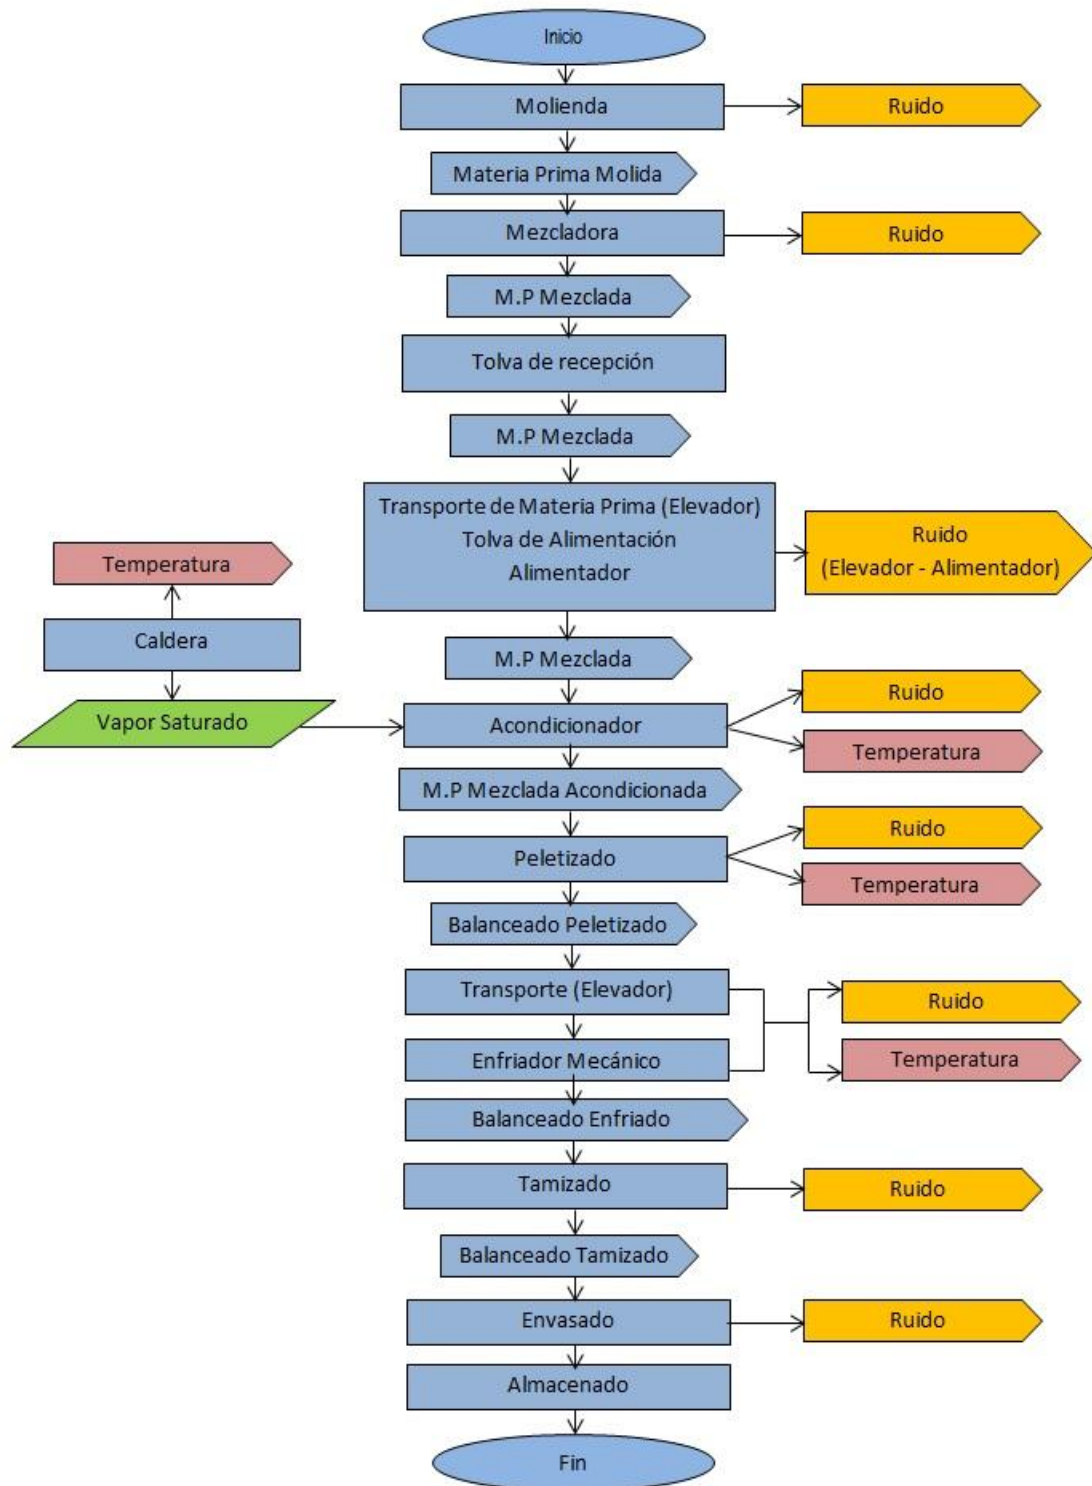 Inicio
Molienda
Ruido
Materia Prima Molida
Mezcladora
Ruido
M.P Mezclada
Tolva de recepción
M.P Mezclada
Transporte de Materia Prima (Elevador)
Tolva de Alimentación
Alimentador
Ruido
(Elevador - Alimentador)
Temperatura
Caldera
M.P Mezclada
Vapor Saturado
Acondicionador
Ruido
Temperatura
M.P Mezclada Acondicionada
Peletizado
Ruido
Temperatura
Balanceado Peletizado
Transporte (Elevador)
Ruido
Enfriador Mecánico
Temperatura
Balanceado Enfriado
Tamizado
Ruido
Balanceado Tamizado
Envasado
Ruido
Almacenado
Fin